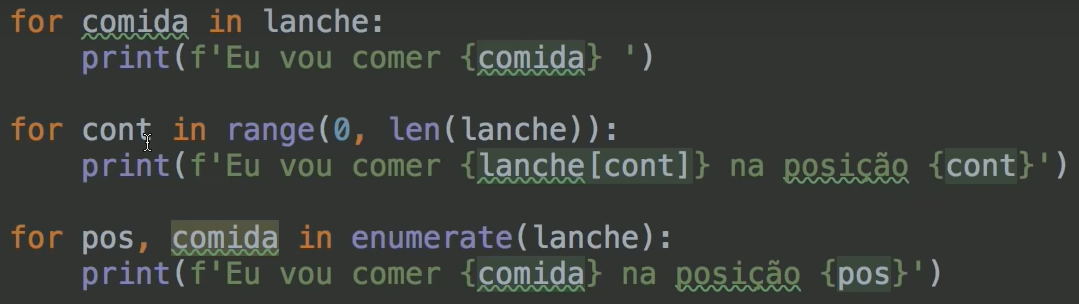 for comida in lanche:
    print(f'Eu vou comer {comida} ')
for cont in range(0, len(lanche)):
    print(f'Eu vou comer {lanche[cont]} na posição {cont}')
for pos, comida in enumerate(lanche):
    print(f'Eu vou comer {comida} na posição {pos}')